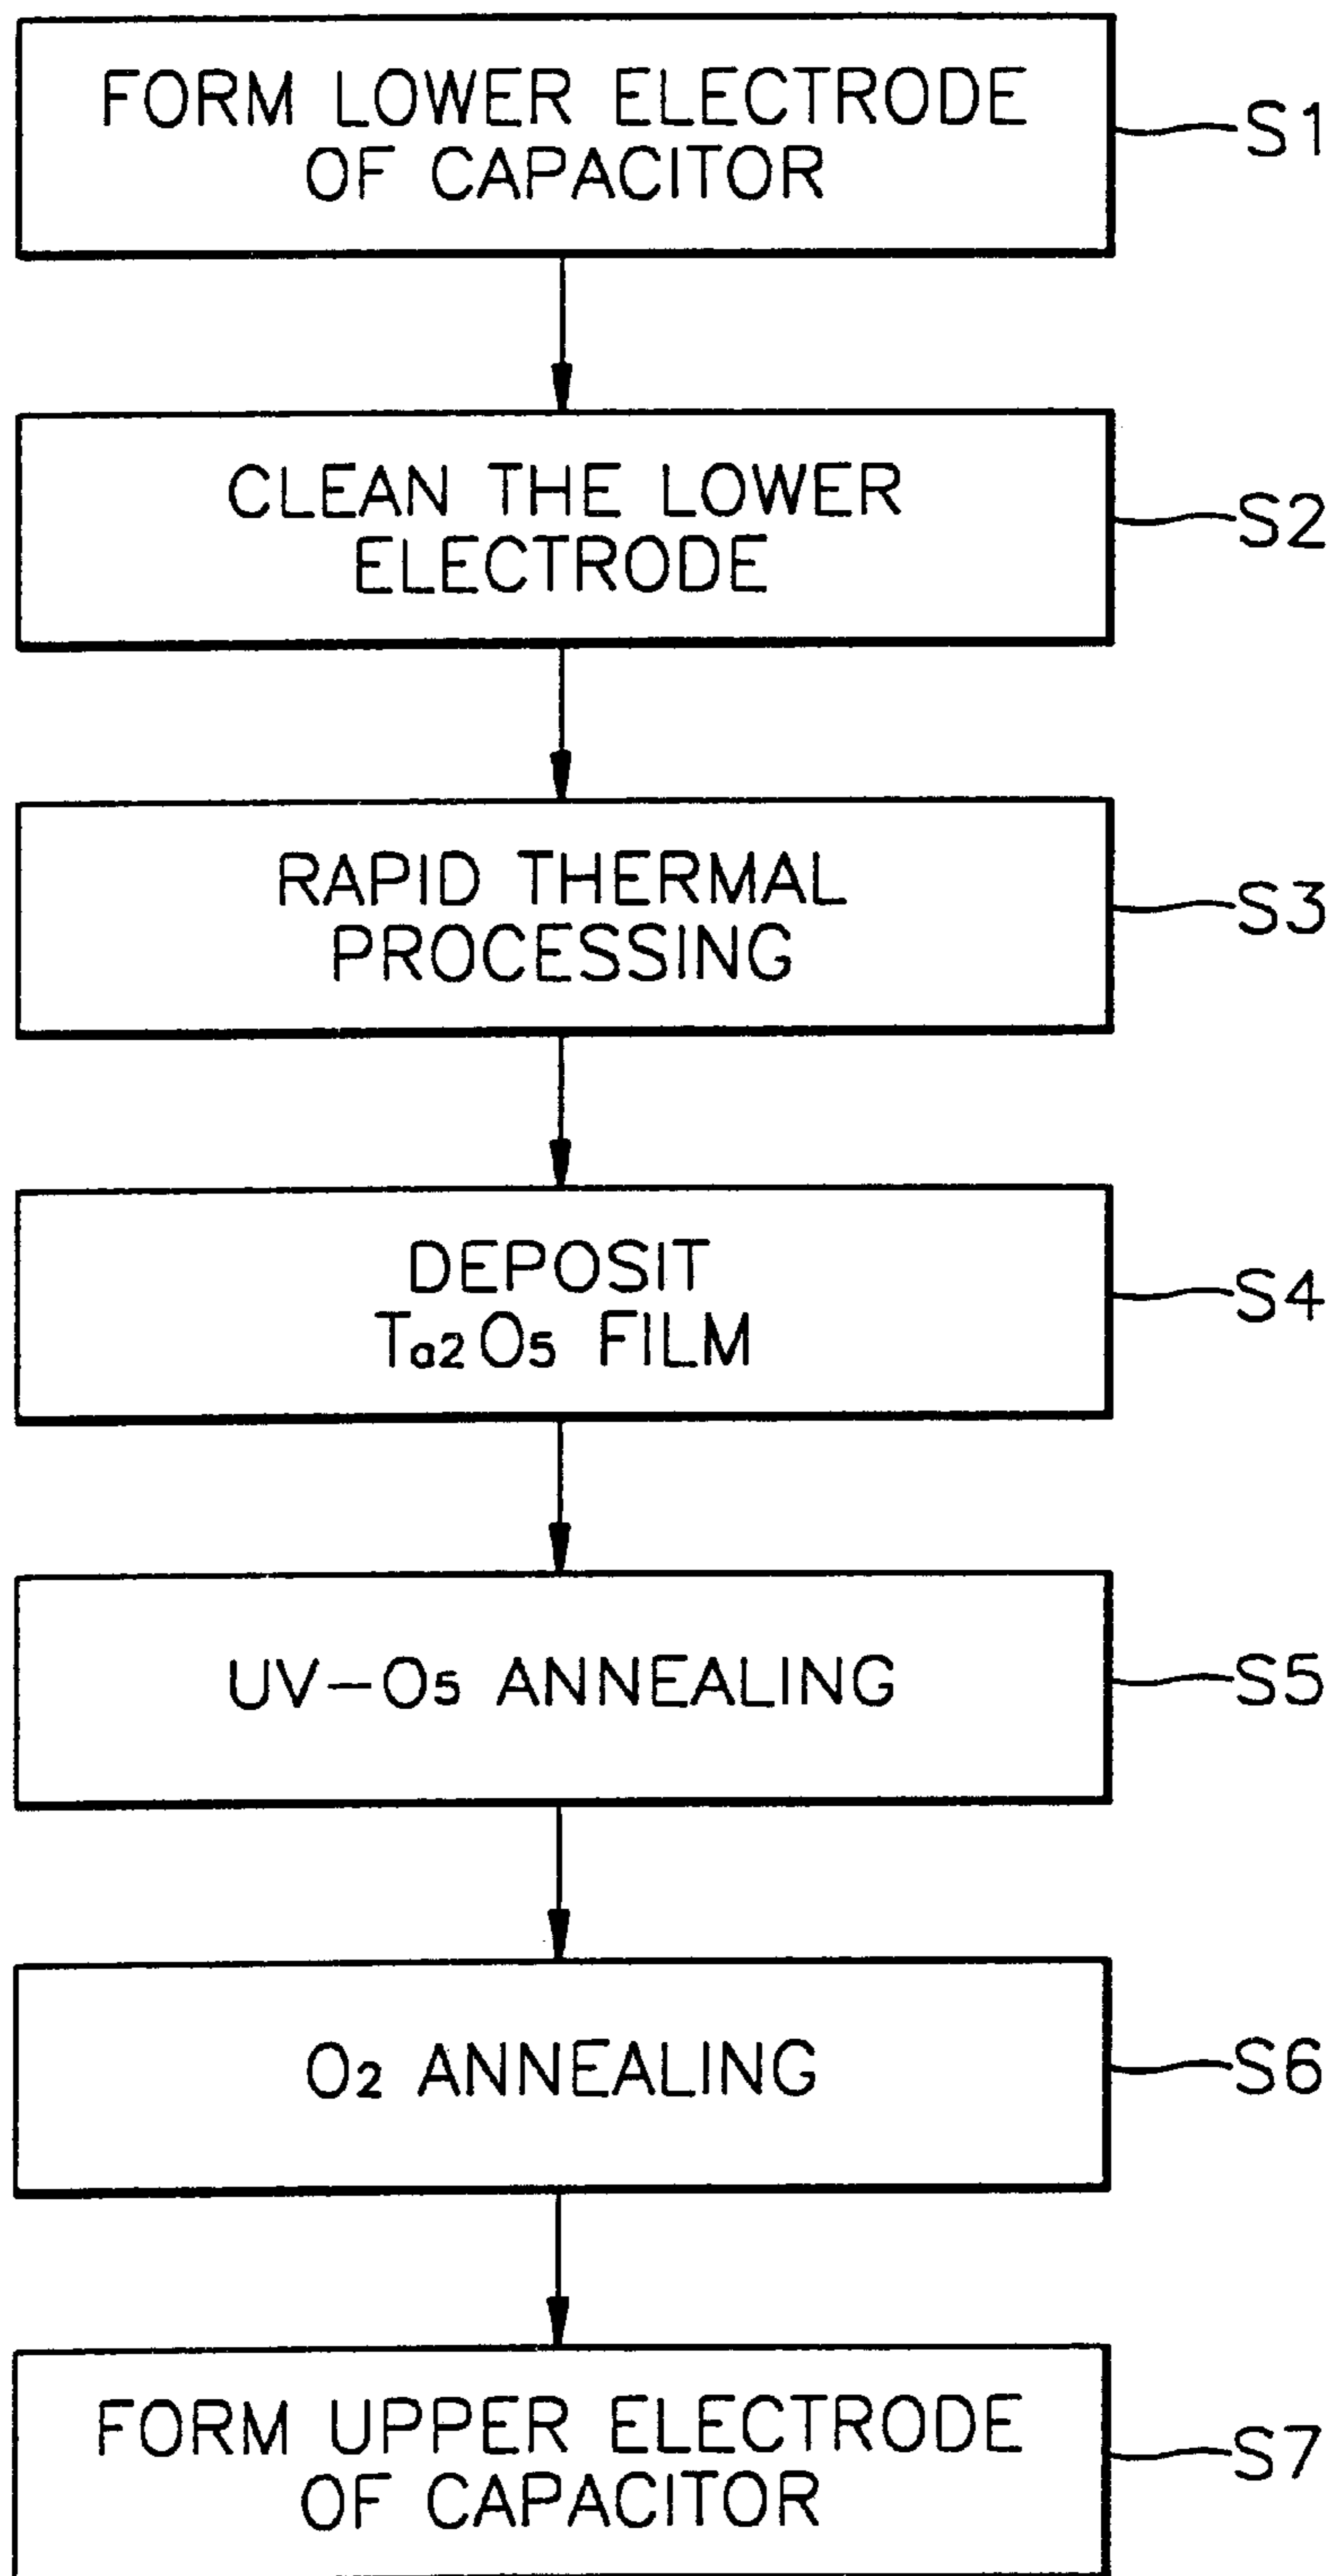 FORM LOWER ELECTRODE
OF CAPACITOR
S1
CLEAN THE LOWER
ELECTRODE
S2
RAPID THERMAL
PROCESSING
S3
DEPOSIT
Ta2O5 FILM
S4
UV-O5 ANNEALING
S5
O2 ANNEALING
S6
FORM UPPER ELECTRODE
OF CAPACITOR
S7